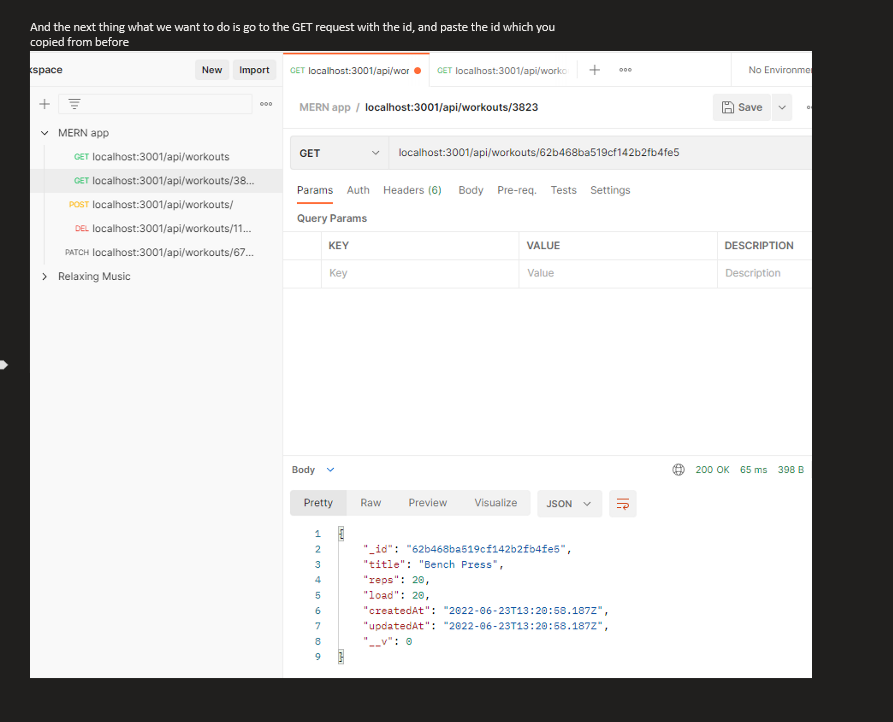 And the next thing what we want to do is go to the GET request with the id, and paste the id which you
copied from before
kspace
New
Import
GET localhost:3001/api/wor
GET localhost:3001/api/worko
No Environme
MERN app / localhost:3001/api/workouts/3823
Save
MERN app
GET localhost:3001/api/workouts
GET localhost:3001/api/workouts/38...
POST localhost:3001/api/workouts/
DEL localhost:3001/api/workouts/11...
PATCH localhost:3001/api/workouts/67...
Relaxing Music
GET
localhost:3001/api/workouts/62b468ba519cf142b2fb4fe5
Params Auth Headers (6) Body Pre-req. Tests Settings
Query Params
KEY VALUE DESCRIPTION
Key Value Description
Body
200 OK 65 ms 398 B
Pretty Raw Preview Visualize JSON
1 {
2 "_id": "62b468ba519cf142b2fb4fe5",
3 "title": "Bench Press",
4 "reps": 20,
5 "load": 20,
6 "createdAt": "2022-06-23T13:20:58.187Z",
7 "updatedAt": "2022-06-23T13:20:58.187Z",
8 "__v": 0
9 }